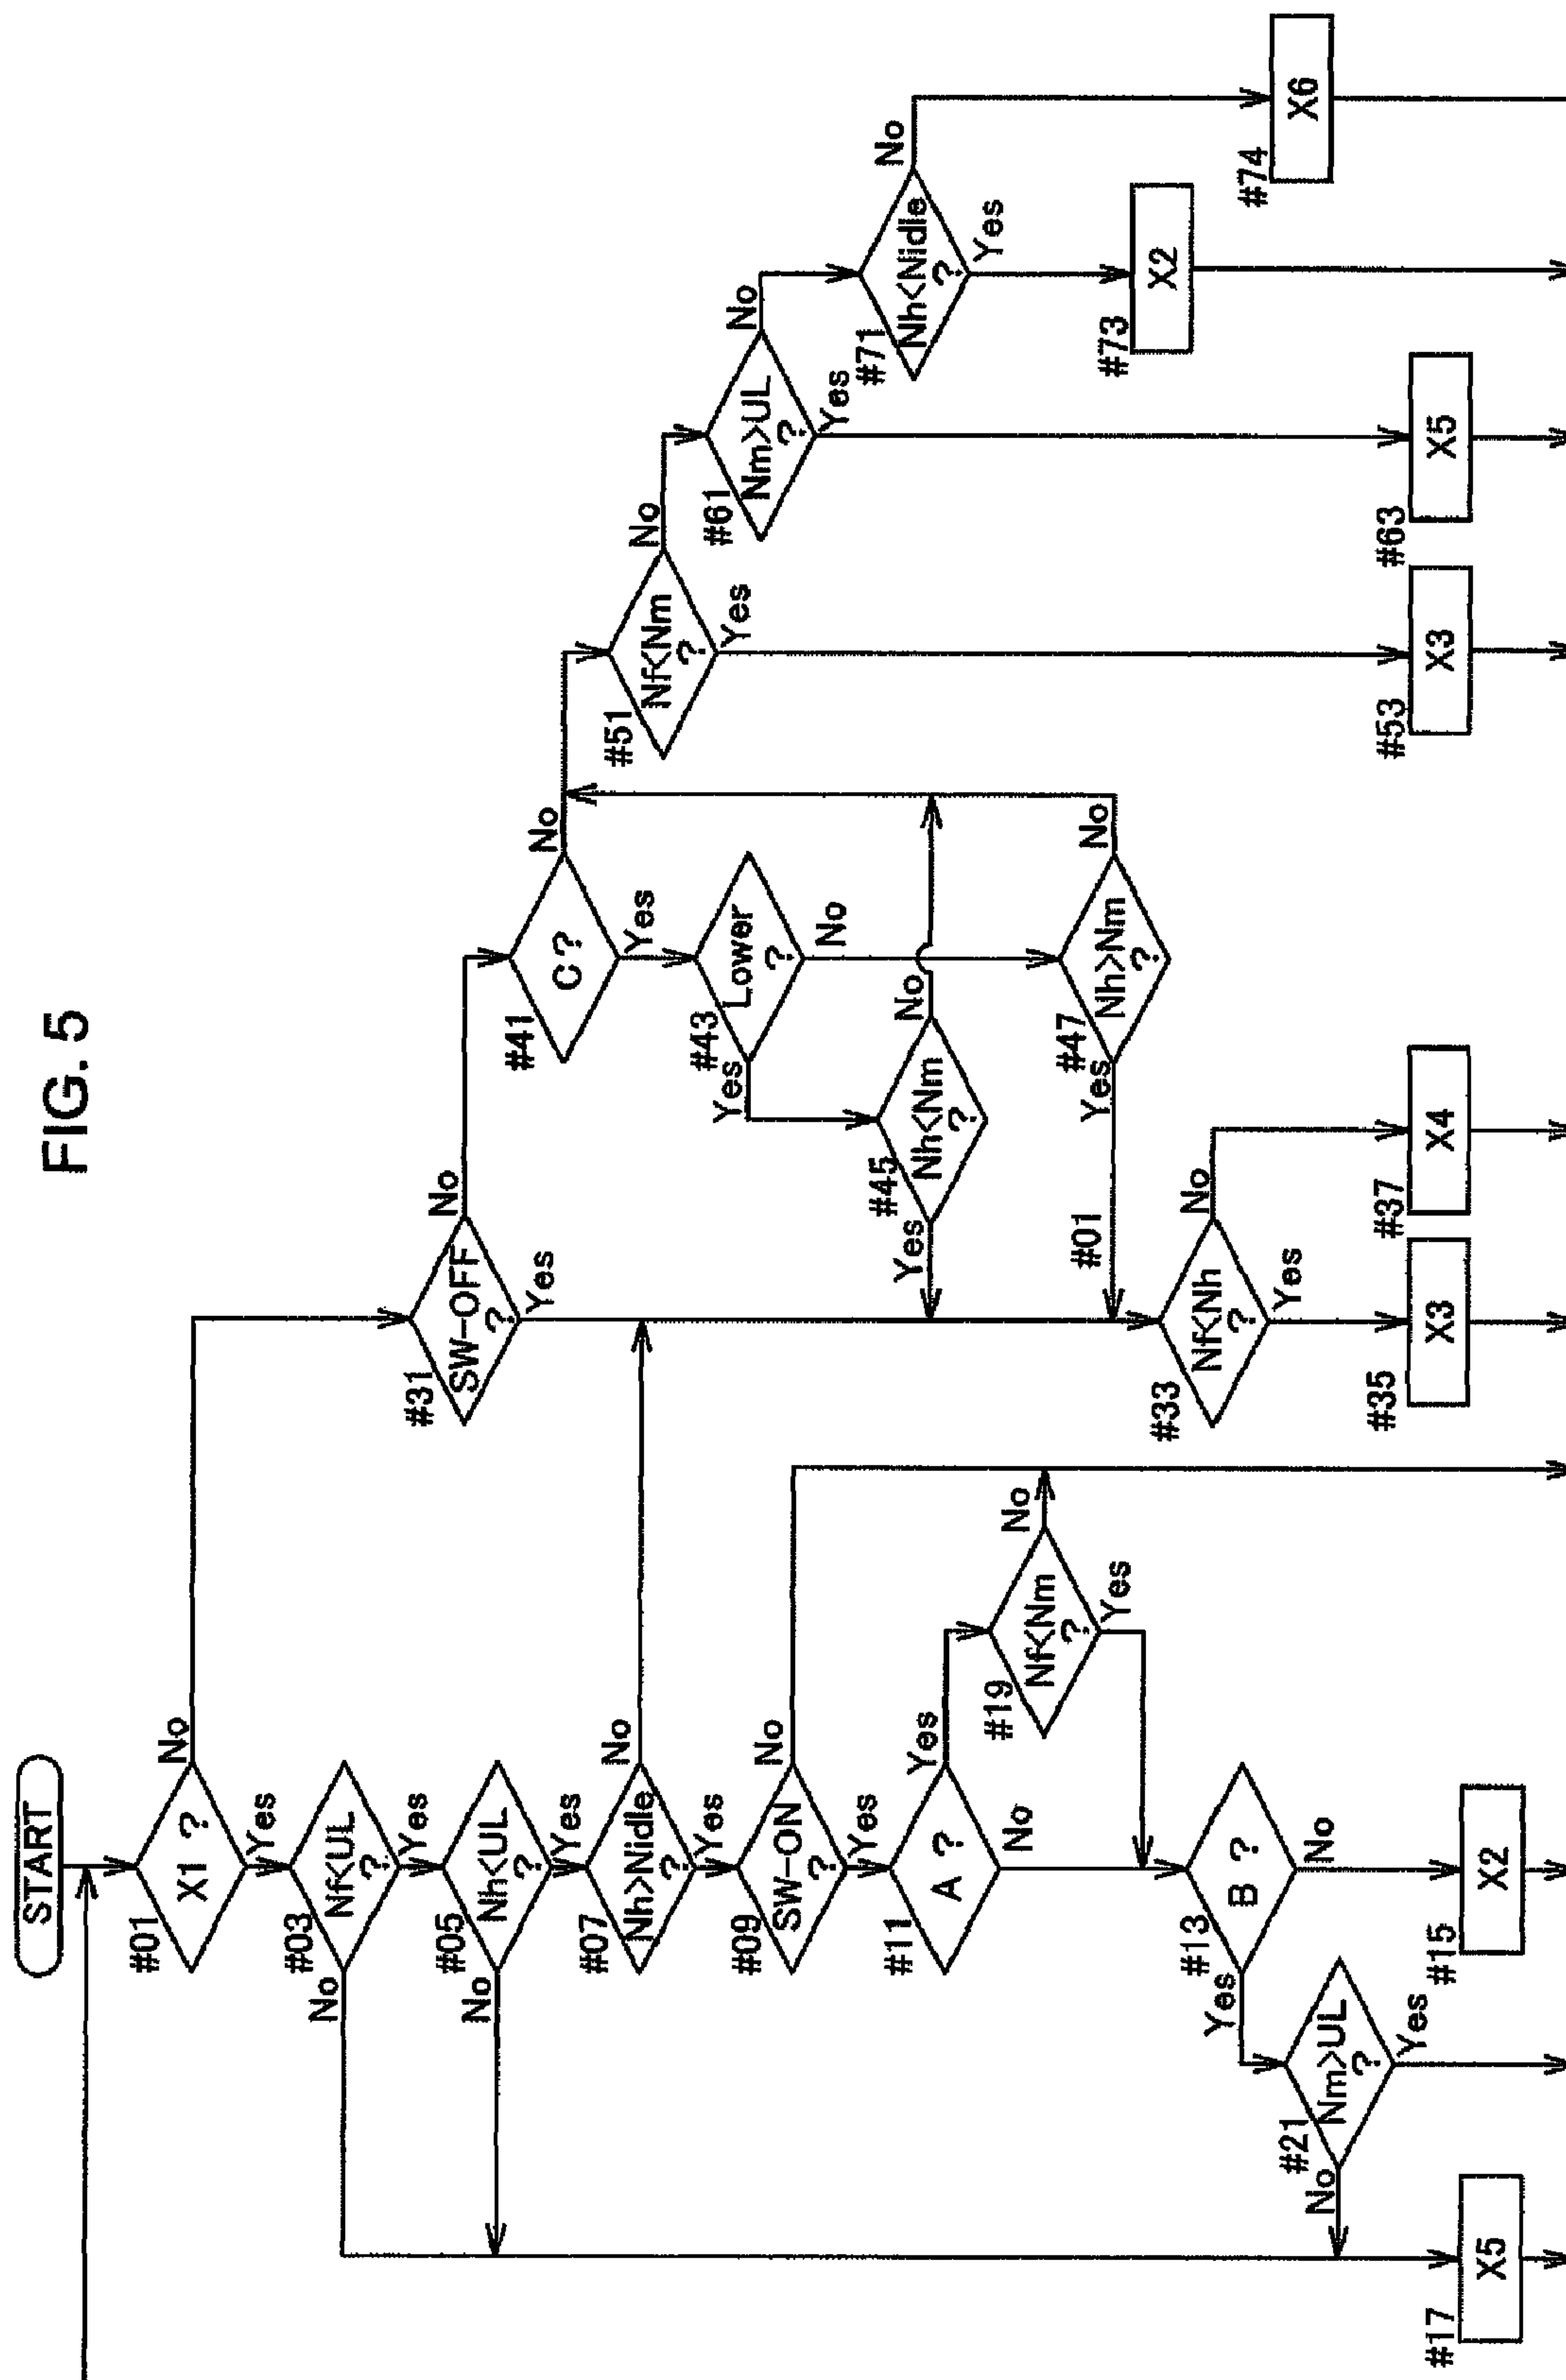 FIG. 5
START
#01
X1 ?
Yes
No
#03
Nf<UL
?
Yes
No
#05
Nh<UL
?
Yes
No
#07
Nh>Nidle
?
Yes
No
#09
SW-ON
?
Yes
No
#11
A ?
Yes
No
#19
Nf<Nm
?
Yes
No
#13
B ?
Yes
No
#21
Nm>UL
?
Yes
No
#15
X2
#17
X5
#31
SW-OFF
?
Yes
No
#33
Nf<Nh
?
Yes
No
#35
X3
#37
X4
#41
C ?
Yes
No
#43
Lower
?
Yes
No
#45
Nh<Nm
?
Yes
No
#47
Nh>Nm
?
Yes
No
#01
#51
Nf<Nm
?
Yes
No
#53
X3
#61
Nm>UL
?
Yes
No
#63
X5
#71
Nh<Nidle
?
Yes
No
#73
X2
#74
X6